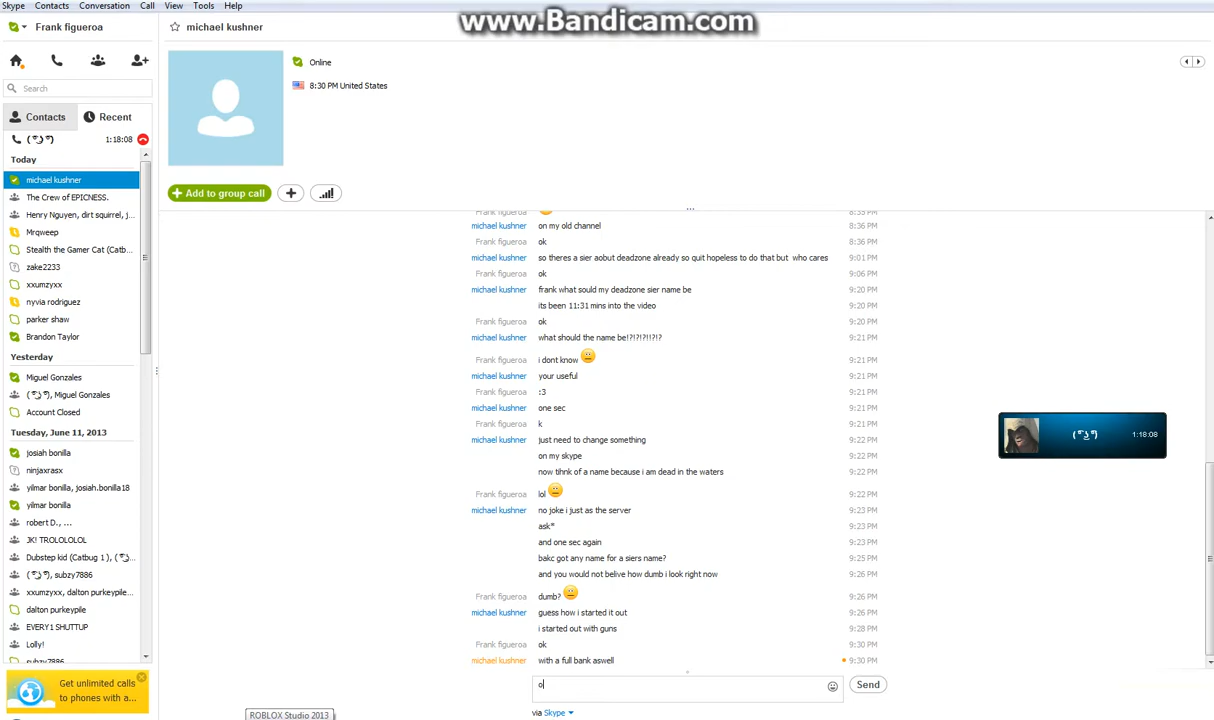 Skype Contacts Conversation Call View Tools Help
www.Bandicam.com
Frank figueroa
michael kushner
Online
8:30 PM United States
Search
Contacts
Recent
( ͡° ͜ʖ ͡°) 1:18:08
Today
michael kushner
The Crew of EPICNESS.
Henry Nguyen, dirt squirrel, j...
Mrqweep
Stealth the Gamer Cat (Catb...
zake2233
xxumzyxx
nyvia rodriguez
parker shaw
Brandon Taylor
Yesterday
Miguel Gonzales
( ͡° ͜ʖ ͡°), Miguel Gonzales
Account Closed
Tuesday, June 11, 2013
josiah bonilla
ninjaxrasx
yilmar bonilla, josiah.bonilla18
yilmar bonilla
robert D., ...
JK! TROLOLOLOL
Dubstep kid (Catbug 1 ), ( ͡°...
( ͡° ͜ʖ ͡°), subzy7886
xxumzyxx, dalton purkeypile...
dalton purkeypile
EVERY1 SHUTTUP
Lolly!
subzy7886
Get unlimited calls
to phones with a...
Add to group call
Frank figueroa 8:35 PM
michael kushner on my old channel 8:36 PM
Frank figueroa ok 8:36 PM
michael kushner so theres a sier aobut deadzone already so quit hopeless to do that but who cares 9:01 PM
Frank figueroa ok 9:06 PM
michael kushner frank what sould my deadzone sier name be 9:20 PM
its been 11:31 mins into the video 9:20 PM
Frank figueroa ok 9:20 PM
michael kushner what should the name be!?!?!?!!?!? 9:21 PM
Frank figueroa i dont know 9:21 PM
michael kushner your useful 9:21 PM
Frank figueroa :3 9:21 PM
michael kushner one sec 9:21 PM
Frank figueroa k 9:21 PM
michael kushner just need to change something 9:22 PM
on my skype 9:22 PM
now tihnk of a name because i am dead in the waters 9:22 PM
Frank figueroa lol 9:22 PM
michael kushner no joke i just as the server 9:23 PM
ask* 9:23 PM
and one sec again 9:23 PM
bakc got any name for a siers name? 9:25 PM
and you would not belive how dumb i look right now 9:26 PM
Frank figueroa dumb? 9:26 PM
michael kushner guess how i started it out 9:26 PM
i started out with guns 9:28 PM
Frank figueroa ok 9:30 PM
michael kushner with a full bank aswell 9:30 PM
o
Send
via Skype
( ͡° ͜ʖ ͡°) 1:18:08
ROBLOX Studio 2013